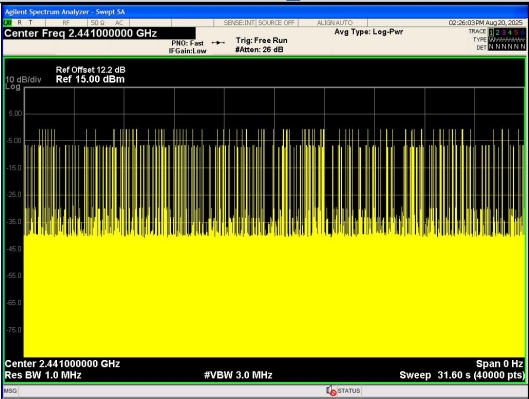 Agilent Spectrum Analyzer - Swept SA
R T RF 50 Ω AC SENSE:INT SOURCE OFF ALIGN AUTO 02:26:03 PM Aug 20, 2025
Center Freq 2.441000000 GHz
PNO: Fast
IFGain:Low
Trig: Free Run
#Atten: 26 dB
Avg Type: Log-Pwr
TRACE 1 2 3 4 5 6
TYPE
DET N N N N N N
Ref Offset 12.2 dB
10 dB/div Ref 15.00 dBm
Log
5.00
-5.00
-15.0
-25.0
-35.0
-45.0
-55.0
-65.0
-75.0
Center 2.441000000 GHz Span 0 Hz
Res BW 1.0 MHz #VBW 3.0 MHz Sweep 31.60 s (40000 pts)
MSG STATUS